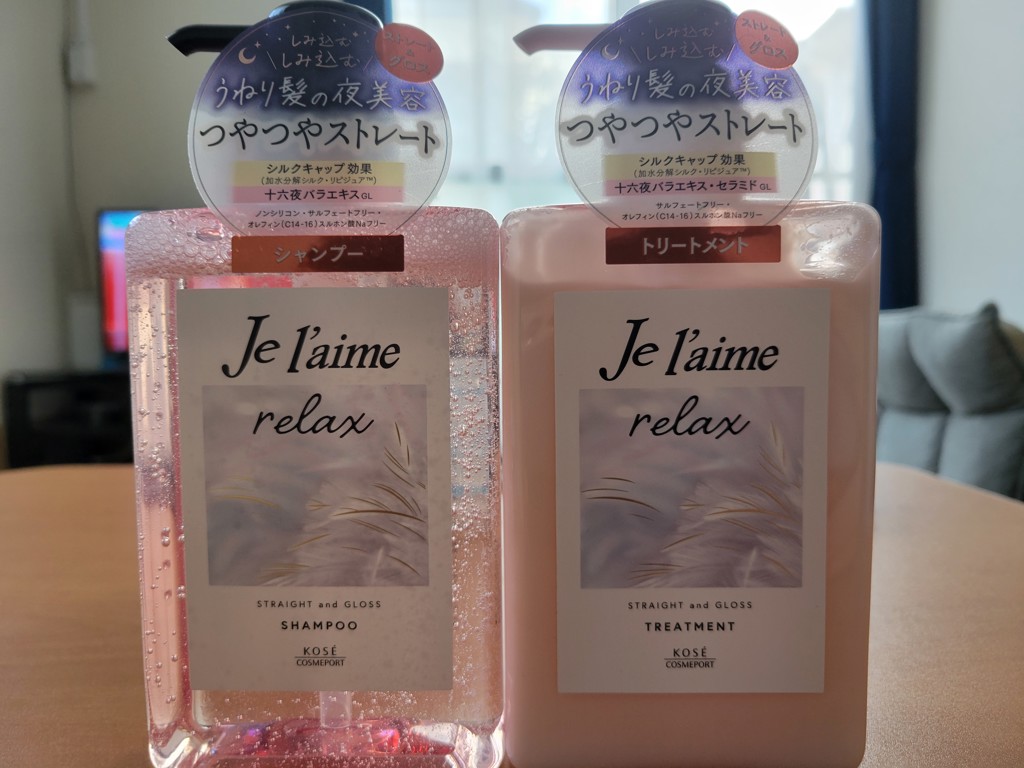 しみ込む
しみ込む
ストレート
&
グロス
うねり髪の夜美容
つやつやストレート
シルクキャップ効果
(加水分解シルク・リピジュア™)
十六夜バラエキスGL
ノンシリコン・サルフェートフリー・
オレフィン(C14-16)スルホン酸Naフリー
シャンプー
Je l'aime
relax
STRAIGHT and GLOSS
SHAMPOO
KOSÉ
COSMEPORT
しみ込む
しみ込む
ストレート
&
グロス
うねり髪の夜美容
つやつやストレート
シルクキャップ効果
(加水分解シルク・リピジュア™)
十六夜バラエキス・セラミドGL
サルフェートフリー・
オレフィン(C14-16)スルホン酸Naフリー
トリートメント
Je l'aime
relax
STRAIGHT and GLOSS
TREATMENT
KOSÉ
COSMEPORT